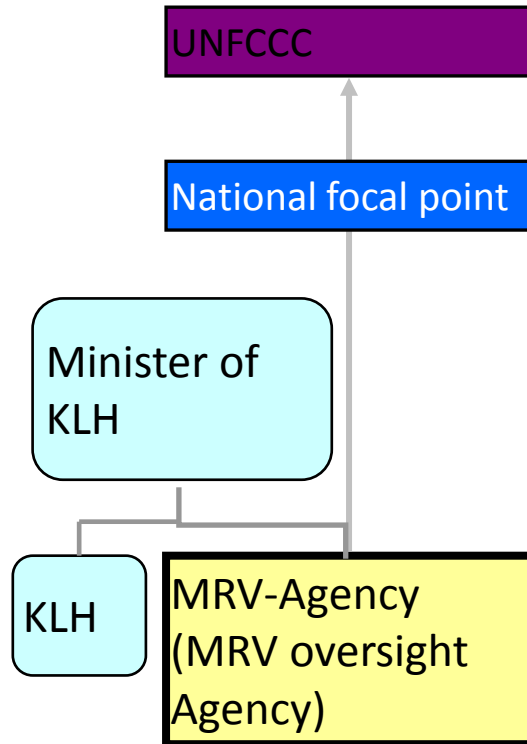 UNFCCC
National focal point
Minister of
KLH
KLH
MRV-Agency
(MRV oversight
Agency)